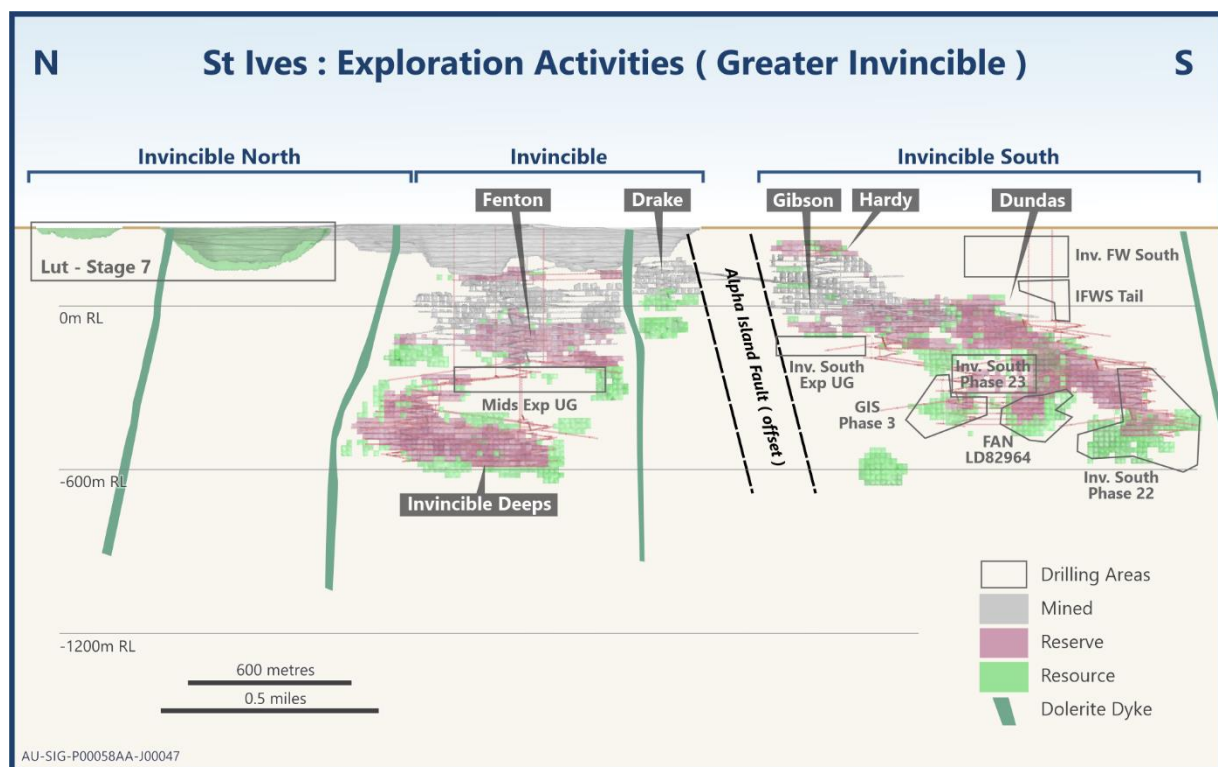 N
St Ives : Exploration Activities ( Greater Invincible )
S
Invincible North
Invincible
Invincible South
Fenton
Drake
Gibson
Hardy
Dundas
Lut - Stage 7
Inv. FW South
IFWS Tail
0m RL
Alpha Island Fault ( offset )
Inv. South
Exp UG
Inv. South
Phase 23
Mids Exp UG
GIS
Phase 3
FAN
LD82964
Inv. South
Phase 22
-600m RL
Invincible Deeps
Drilling Areas
Mined
Reserve
Resource
Dolerite Dyke
-1200m RL
600 metres
0.5 miles
AU-SIG-P00058AA-J00047